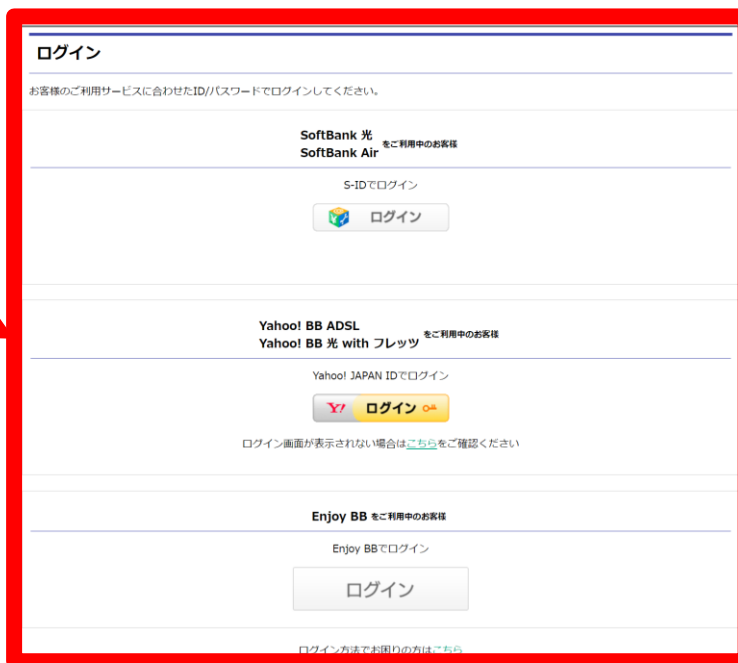 ログイン
お客様のご利用サービスに合わせたID/パスワードでログインしてください。
SoftBank 光
SoftBank Air をご利用中のお客様
S-IDでログイン
ログイン
Yahoo! BB ADSL
Yahoo! BB 光 with フレッツ をご利用中のお客様
Yahoo! JAPAN IDでログイン
Y! ログイン
ログイン画面が表示されない場合はこちらをご確認ください
Enjoy BB をご利用中のお客様
Enjoy BBでログイン
ログイン
ログイン方法でお困りの方はこちら